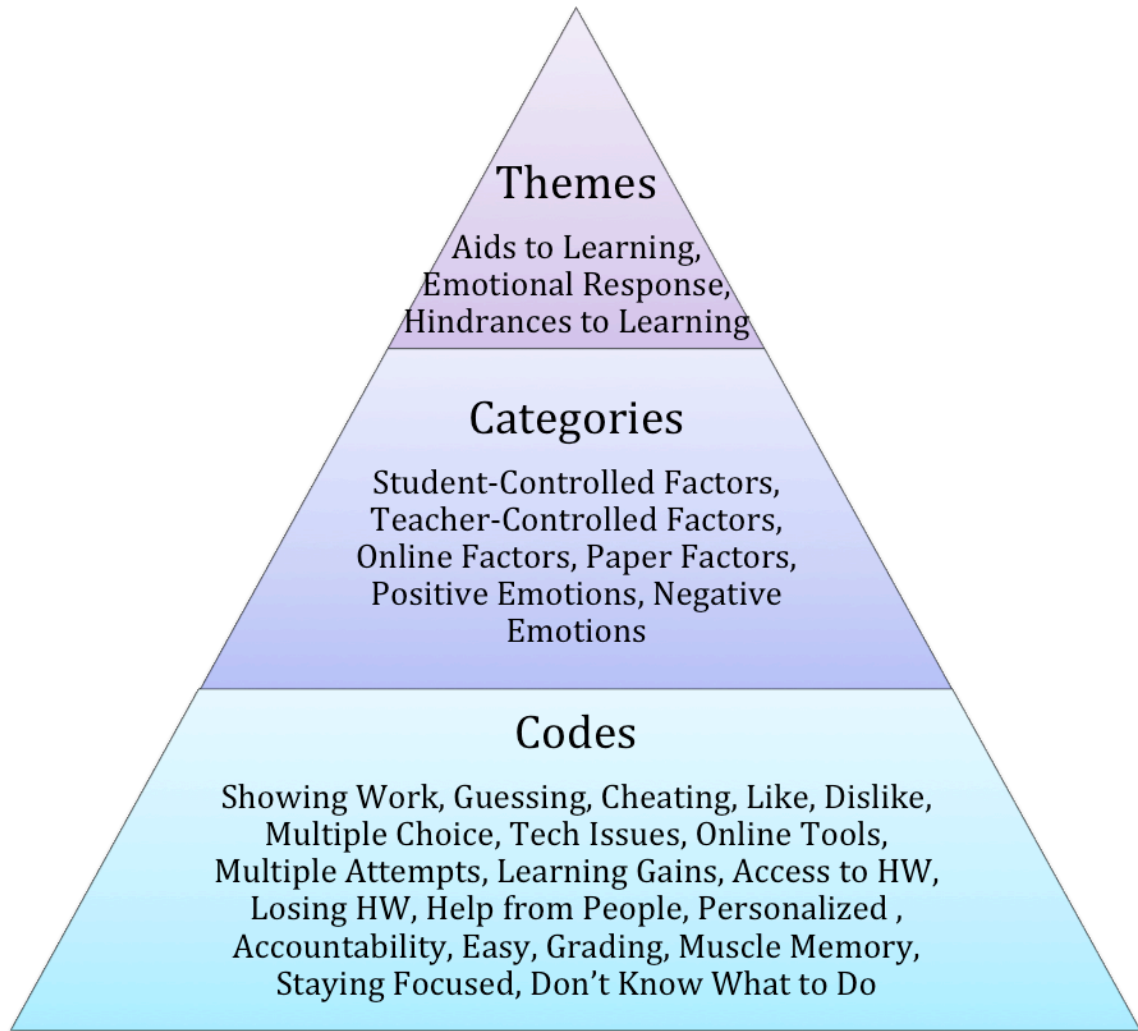 Themes
Aids to Learning,
Emotional Response,
Hindrances to Learning
Categories
Student-Controlled Factors,
Teacher-Controlled Factors,
Online Factors, Paper Factors,
Positive Emotions, Negative
Emotions
Codes
Showing Work, Guessing, Cheating, Like, Dislike,
Multiple Choice, Tech Issues, Online Tools,
Multiple Attempts, Learning Gains, Access to HW,
Losing HW, Help from People, Personalized ,
Accountability, Easy, Grading, Muscle Memory,
Staying Focused, Don’t Know What to Do